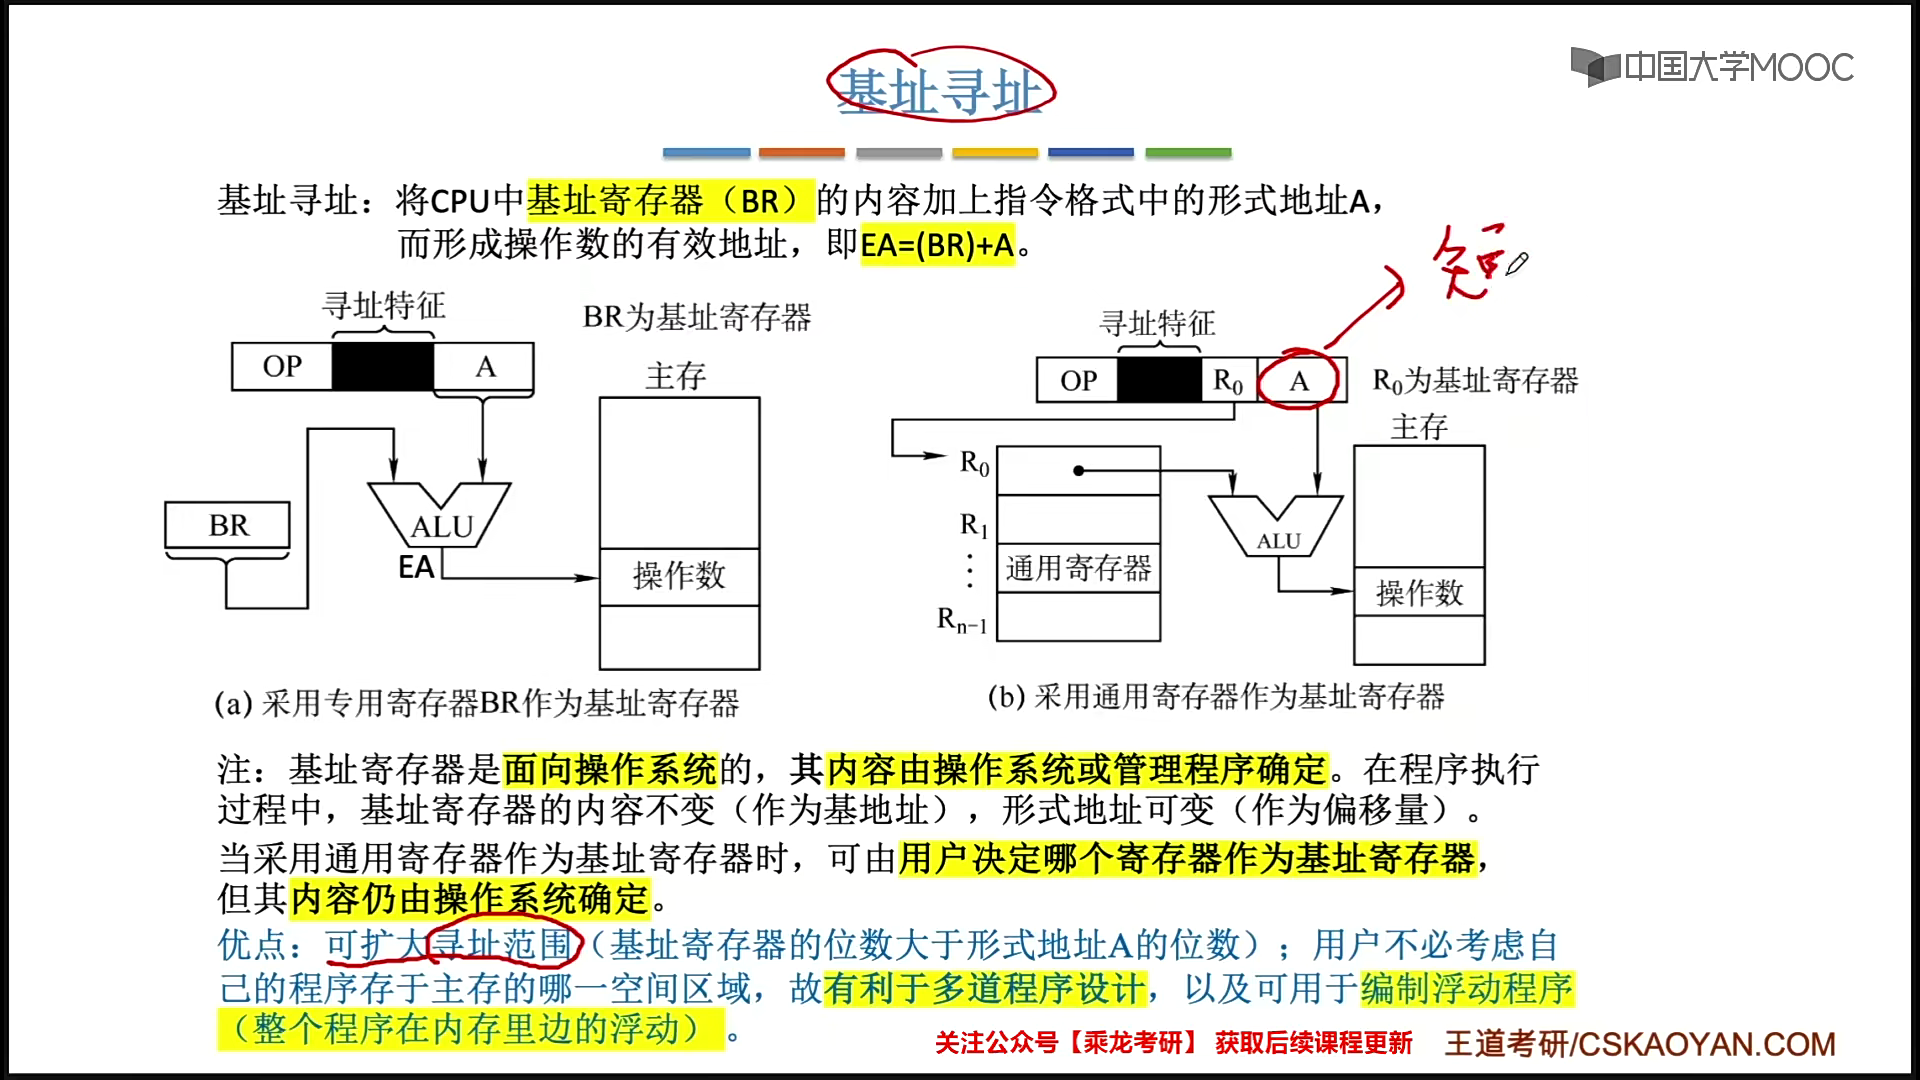 基址寻址
中国大学MOOC
基址寻址：将CPU中基址寄存器（BR）的内容加上指令格式中的形式地址A，
而形成操作数的有效地址，即EA=(BR)+A。
短
寻址特征
BR为基址寄存器
OP
A
主存
BR
ALU
EA
操作数
(a) 采用专用寄存器BR作为基址寄存器
寻址特征
OP
R₀
A
R₀为基址寄存器
主存
R₀
R₁
⋮
通用寄存器
Rₙ₋₁
ALU
操作数
(b) 采用通用寄存器作为基址寄存器
注：基址寄存器是面向操作系统的，其内容由操作系统或管理程序确定。在程序执行
过程中，基址寄存器的内容不变（作为基地址），形式地址可变（作为偏移量）。
当采用通用寄存器作为基址寄存器时，可由用户决定哪个寄存器作为基址寄存器，
但其内容仍由操作系统确定。
优点：可扩大寻址范围（基址寄存器的位数大于形式地址A的位数）；用户不必考虑自
己的程序存于主存的哪一空间区域，故有利于多道程序设计，以及可用于编制浮动程序
（整个程序在内存里边的浮动）。
关注公众号【乘龙考研】 获取后续课程更新
王道考研/CSKAOYAN.COM